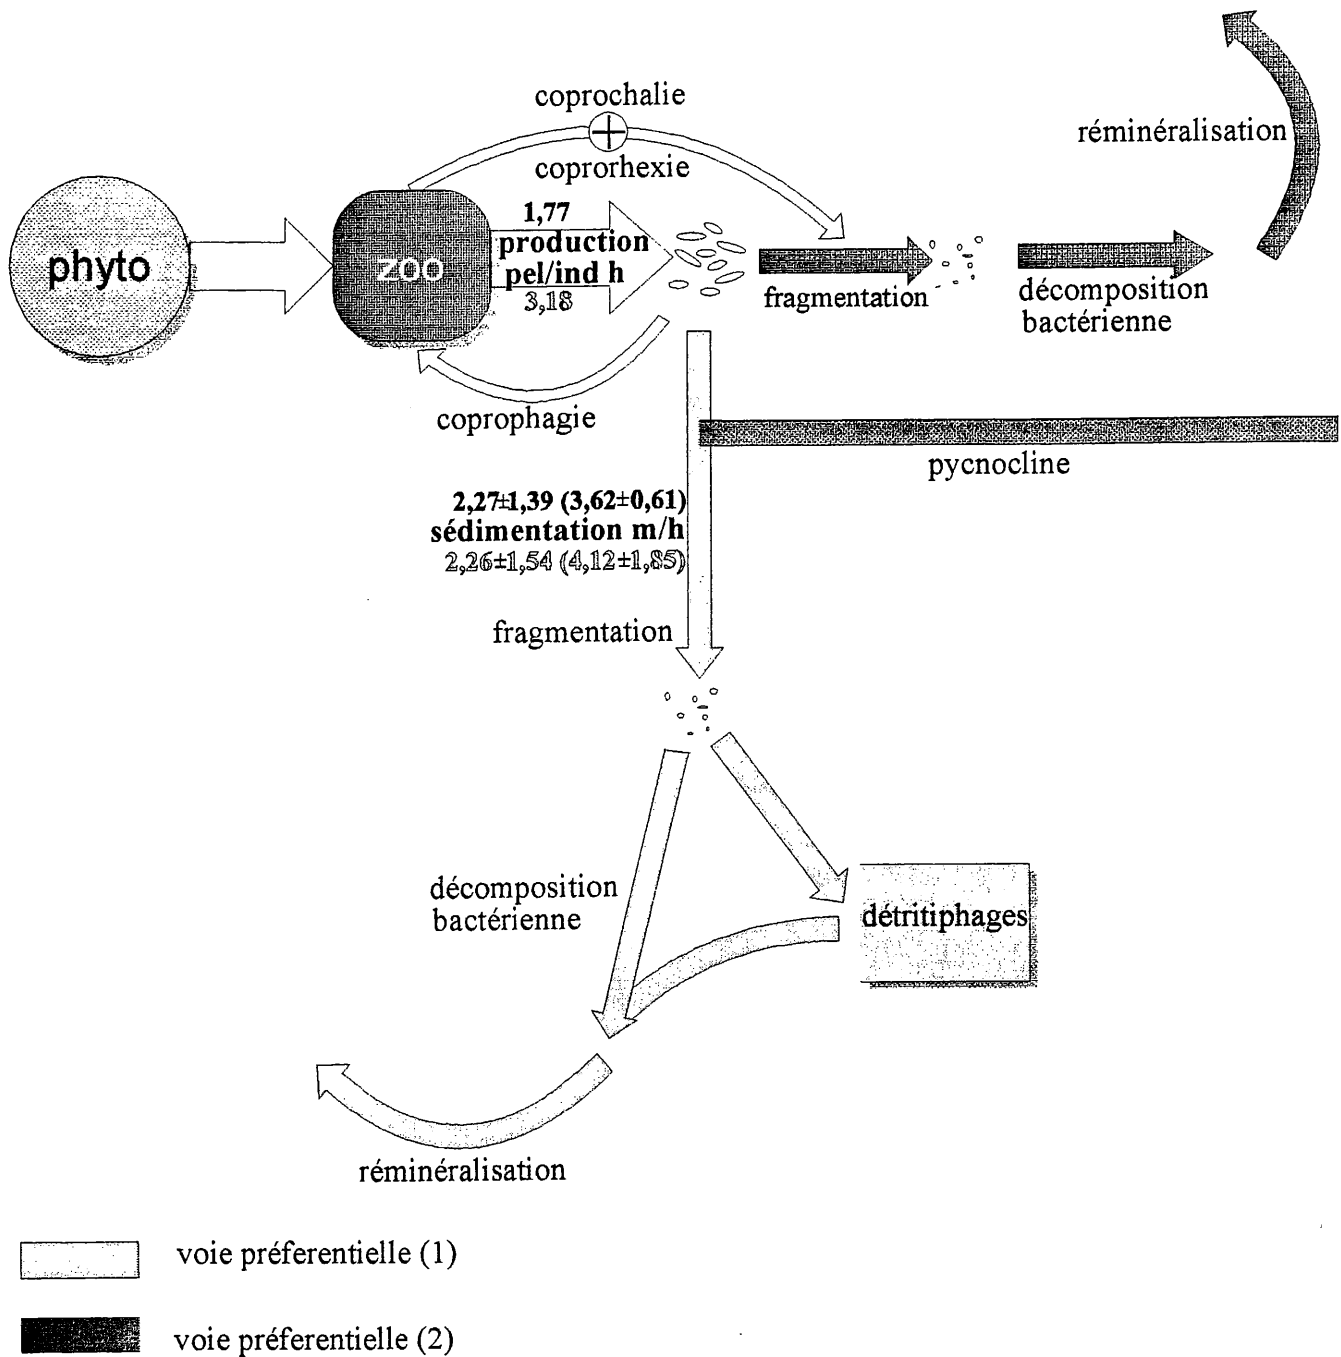 coprochalie
coprorhexie
réminéralisation
phyto
zoo
1,77
production
pel/ind h
3,18
fragmentation
décomposition
bactérienne
coprophagie
pycnocline
2,27±1,39 (3,62±0,61)
sédimentation m/h
2,26±1,54 (4,12±1,85)
fragmentation
décomposition
bactérienne
détritiphages
réminéralisation
voie préferentielle (1)
voie préferentielle (2)